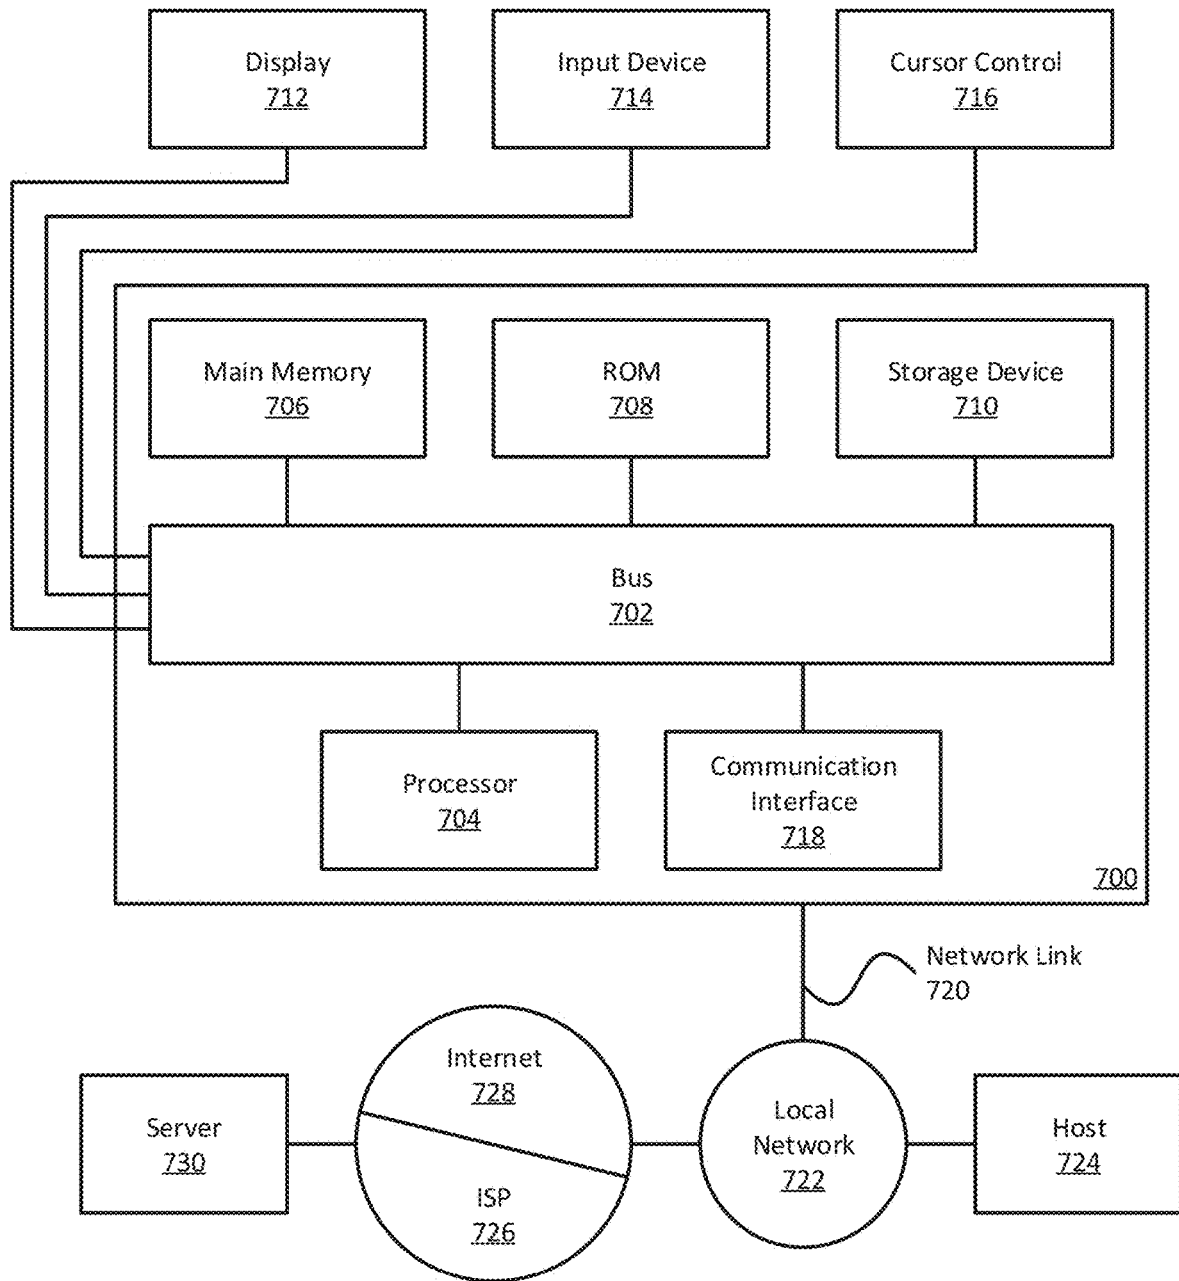 Display
712
Input Device
714
Cursor Control
716
Main Memory
706
ROM
708
Storage Device
710
Bus
702
Processor
704
Communication
Interface
718
700
Network Link
720
Internet
728
ISP
726
Server
730
Local
Network
722
Host
724